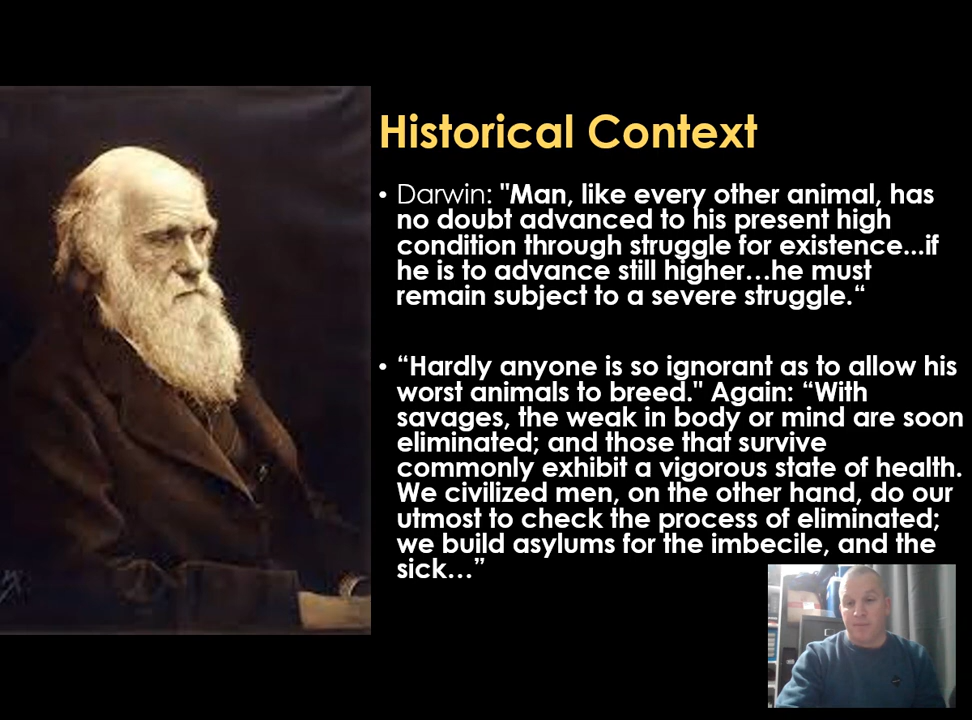 Historical Context
• Darwin: "Man, like every other animal, has
no doubt advanced to his present high
condition through struggle for existence...if
he is to advance still higher…he must
remain subject to a severe struggle.“
• “Hardly anyone is so ignorant as to allow his
worst animals to breed." Again: “With
savages, the weak in body or mind are soon
eliminated; and those that survive
commonly exhibit a vigorous state of health.
We civilized men, on the other hand, do our
utmost to check the process of eliminated;
we build asylums for the imbecile, and the
sick…”